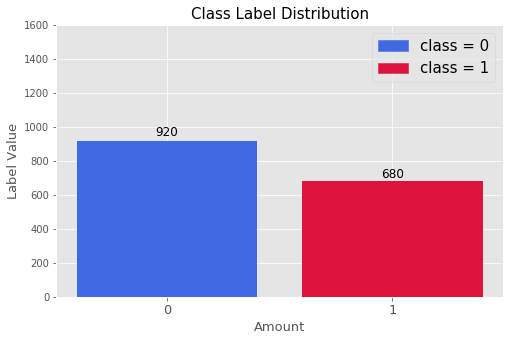 Class Label Distribution
1600
1400
1200
1000
800
600
400
200
0
Label Value
class = 0
class = 1
920
680
0
1
Amount